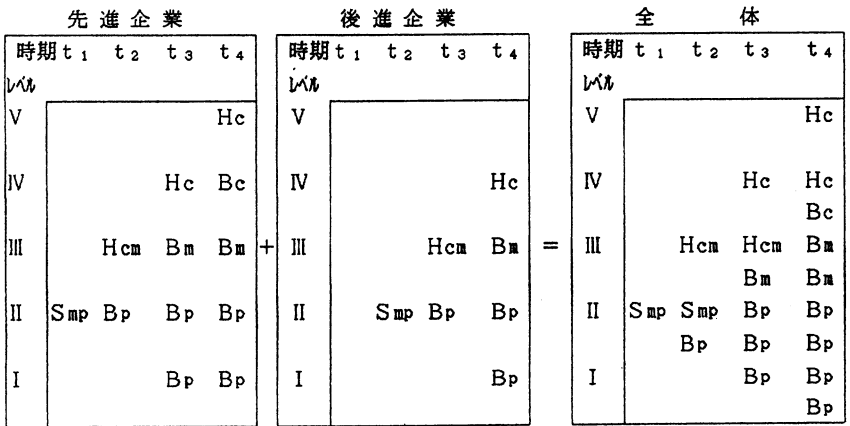 先進企業 後進企業 全体
時期 t₁ t₂ t₃ t₄ 時期 t₁ t₂ t₃ t₄ 時期 t₁ t₂ t₃ t₄
レベル レベル レベル
Ⅴ Hc Ⅴ Ⅴ Hc
Ⅳ Hc Bc Ⅳ Hc Ⅳ Hc Hc
Bc
Ⅲ Hcm Bm Bm + Ⅲ Hcm Bm = Ⅲ Hcm Hcm Bm
Bm Bm
Ⅱ Smp Bp Bp Bp Ⅱ Smp Bp Bp Ⅱ Smp Smp Bp Bp
Bp Bp Bp
Ⅰ Bp Bp Ⅰ Bp Ⅰ Bp Bp
Bp